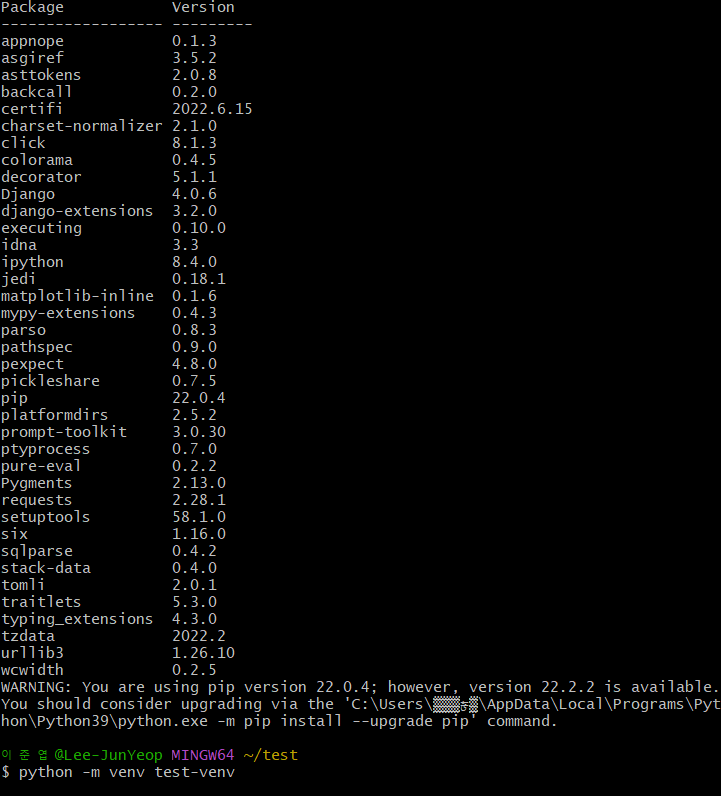 Package            Version
------------------ ---------
appnope            0.1.3
asgiref            3.5.2
asttokens          2.0.8
backcall           0.2.0
certifi            2022.6.15
charset-normalizer 2.1.0
click              8.1.3
colorama           0.4.5
decorator          5.1.1
Django             4.0.6
django-extensions  3.2.0
executing          0.10.0
idna               3.3
ipython            8.4.0
jedi               0.18.1
matplotlib-inline  0.1.6
mypy-extensions    0.4.3
parso              0.8.3
pathspec           0.9.0
pexpect            4.8.0
pickleshare        0.7.5
pip                22.0.4
platformdirs       2.5.2
prompt-toolkit     3.0.30
ptyprocess         0.7.0
pure-eval          0.2.2
Pygments           2.13.0
requests           2.28.1
setuptools         58.1.0
six                1.16.0
sqlparse           0.4.2
stack-data         0.4.0
tomli              2.0.1
traitlets          5.3.0
typing_extensions  4.3.0
tzdata             2022.2
urllib3            1.26.10
wcwidth            0.2.5
WARNING: You are using pip version 22.0.4; however, version 22.2.2 is available.
You should consider upgrading via the 'C:\Users\\AppData\Local\Programs\Pyt
hon\Python39\python.exe -m pip install --upgrade pip' command.
이준엽@Lee-JunYeop MINGW64 ~/test
$ python -m venv test-venv